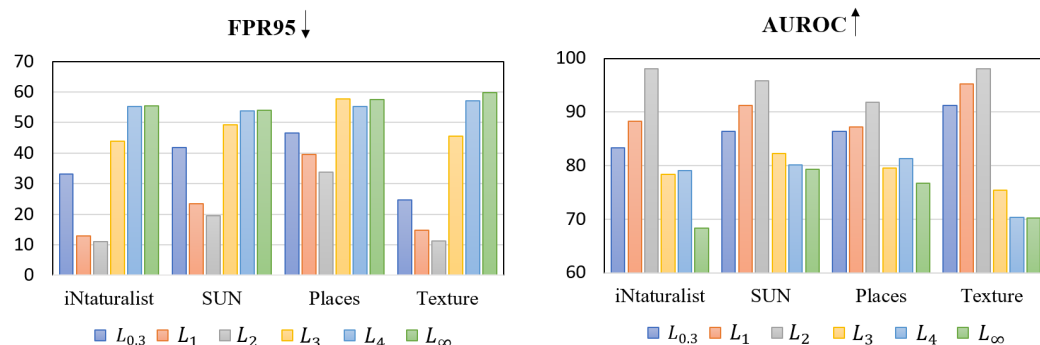 FPR95↓
70
60
50
40
30
20
10
0
iNtaturalist SUN Places Texture
L₀.₃ L₁ L₂ L₃ L₄ L∞
AUROC↑
100
90
80
70
60
iNaturalist SUN Places Texture
L₀.₃ L₁ L₂ L₃ L₄ L∞